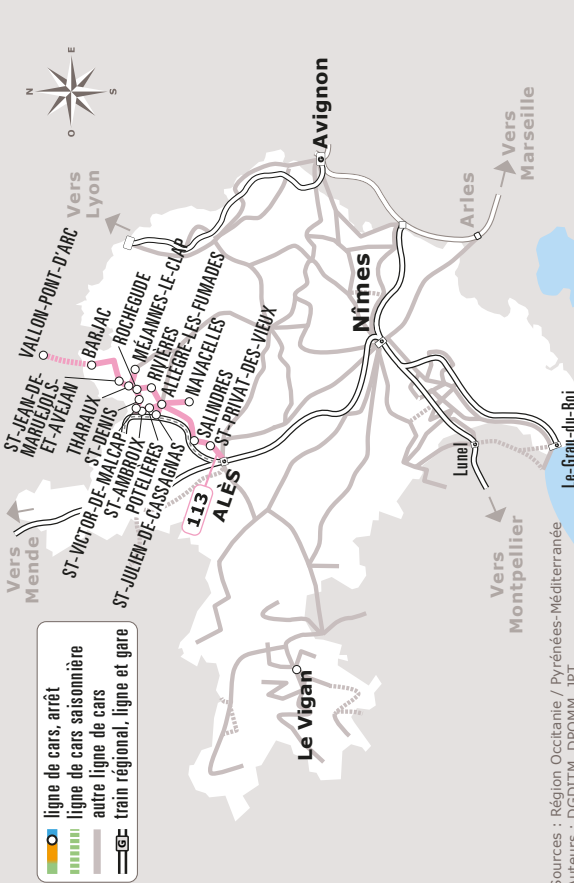 N
E
S
O
Vers
Lyon
Avignon
Vers
Marseille
Arles
VALLON-PONT-D'ARC
BARJAC
ROCHEGUDE
MÉJANNES-LE-CLAP
RIVIÈRES
ALLÈGRE-LES-FUMADES
NAVACELLES
SALINDRES
ST-PRIVAT-DES-VIEUX
ST-JEAN-DE-
MARUÉJOLS-
ET-AVÉJAN
THARAUX
ST-DENIS
ST-VICTOR-DE-MALCAP
ST-AMBROIX
POTELIÈRES
ST-JULIEN-DE-CASSAGNAS
113
ALÈS
Nîmes
Vers
Mende
Lunel
Le-Grau-du-Roi
Vers
Montpellier
Le Vigan
ligne de cars, arrêt
ligne de cars saisonnière
autre ligne de cars
G train régional, ligne et gare
Sources : Région Occitanie / Pyrénées-Méditerranée